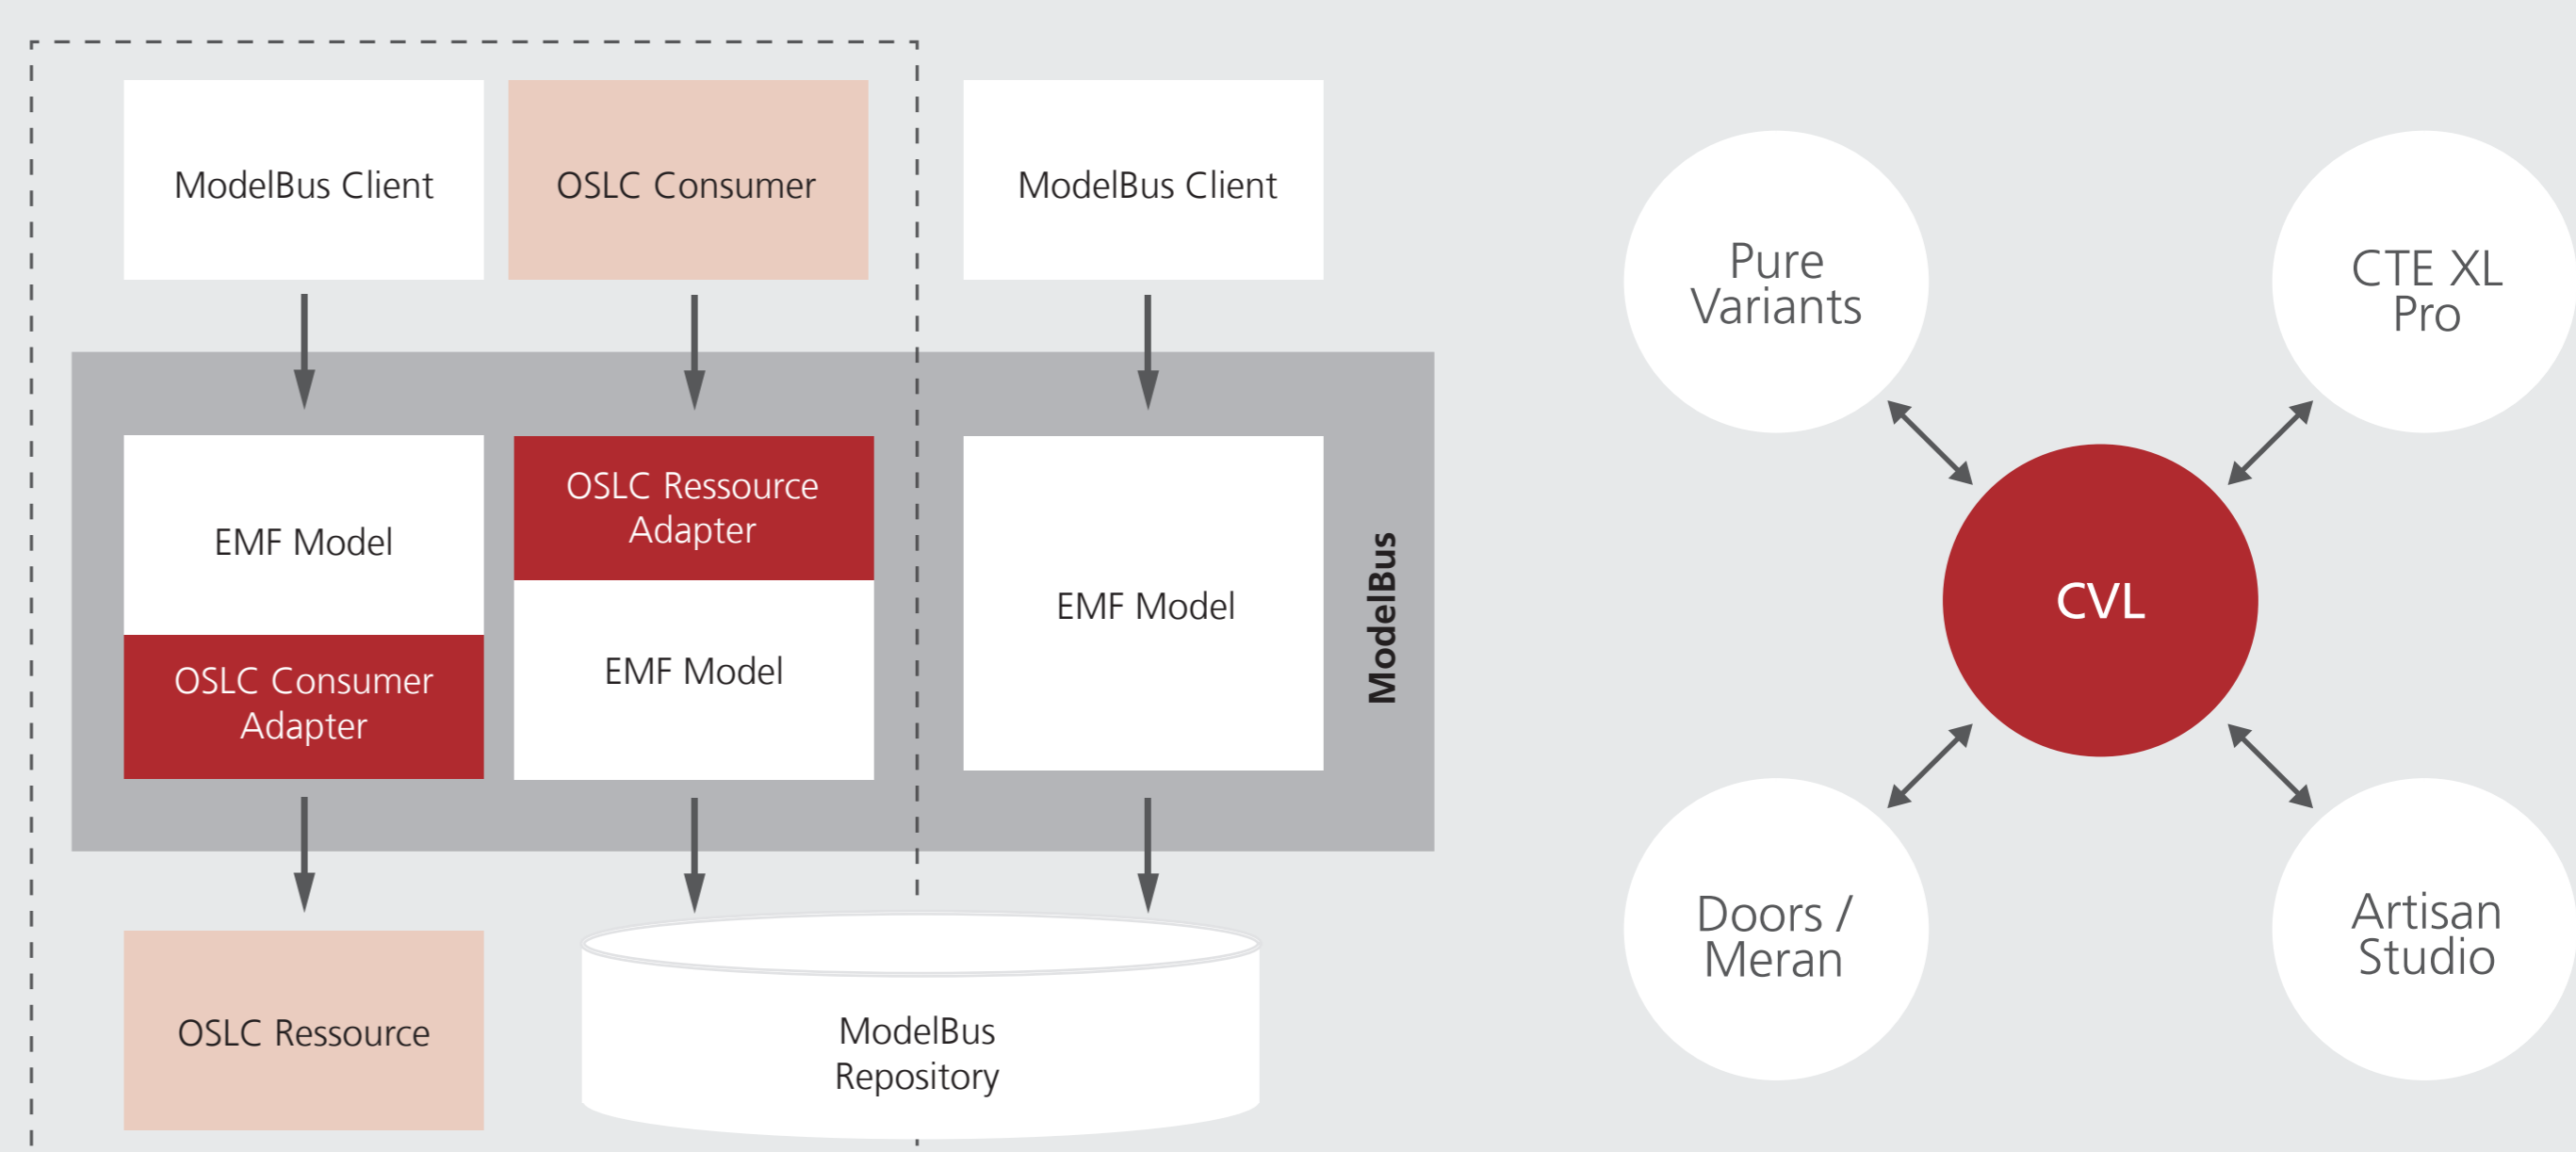 ModelBus Client
OSLC Consumer
ModelBus Client
EMF Model
OSLC Consumer
Adapter
OSLC Ressource
Adapter
EMF Model
EMF Model
ModelBus
OSLC Ressource
ModelBus
Repository
Pure
Variants
CTE XL
Pro
CVL
Doors /
Meran
Artisan
Studio